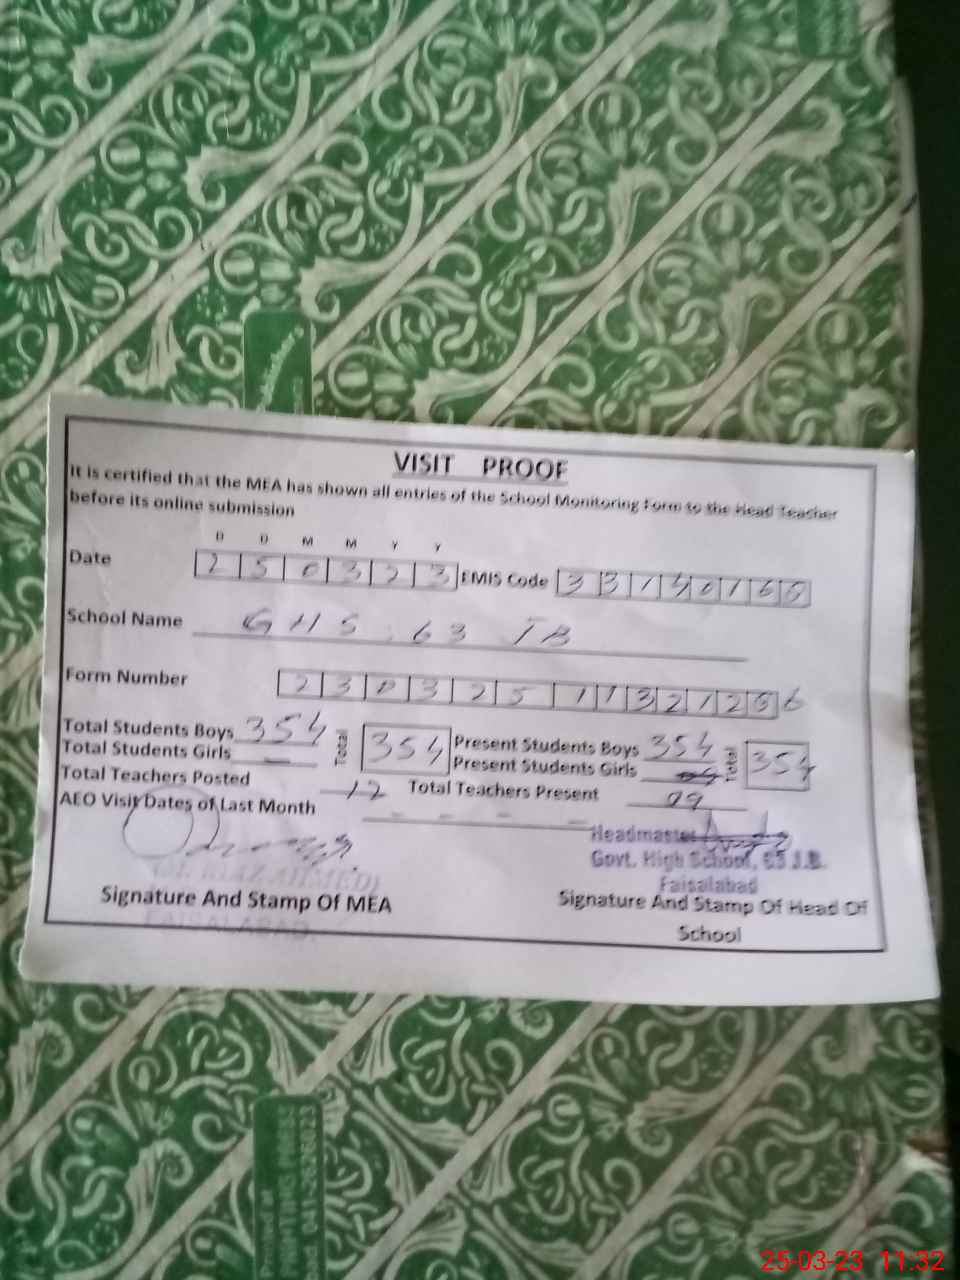 VISIT PROOF
It is certified that the MEA has shown all entries of the School Monitoring Form to the Head Teacher
before its online submission
D D M M Y Y
Date 2 5 0 3 2 3 EMIS Code 3 3 1 4 0 1 6 0
School Name GHS 63 JB
Form Number 2 3 0 3 2 5 1 1 3 2 1 2 6
Total Students Boys 354 Total 354 Present Students Boys 354 Total 354
Total Students Girls — Present Students Girls
Total Teachers Posted 12 Total Teachers Present 09
AEO Visit Dates of Last Month - - - -
Headmaster
Govt. High School, 63 J.B.
Faisalabad
Signature And Stamp Of MEA
FAISALABAD.
Signature And Stamp Of Head Of
School
25-03-23 11:32